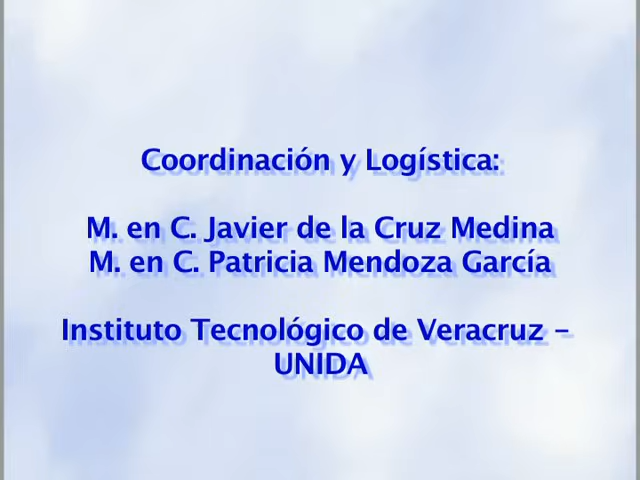 Coordinación y Logística:
M. en C. Javier de la Cruz Medina
M. en C. Patricia Mendoza García
Instituto Tecnológico de Veracruz -
UNIDA